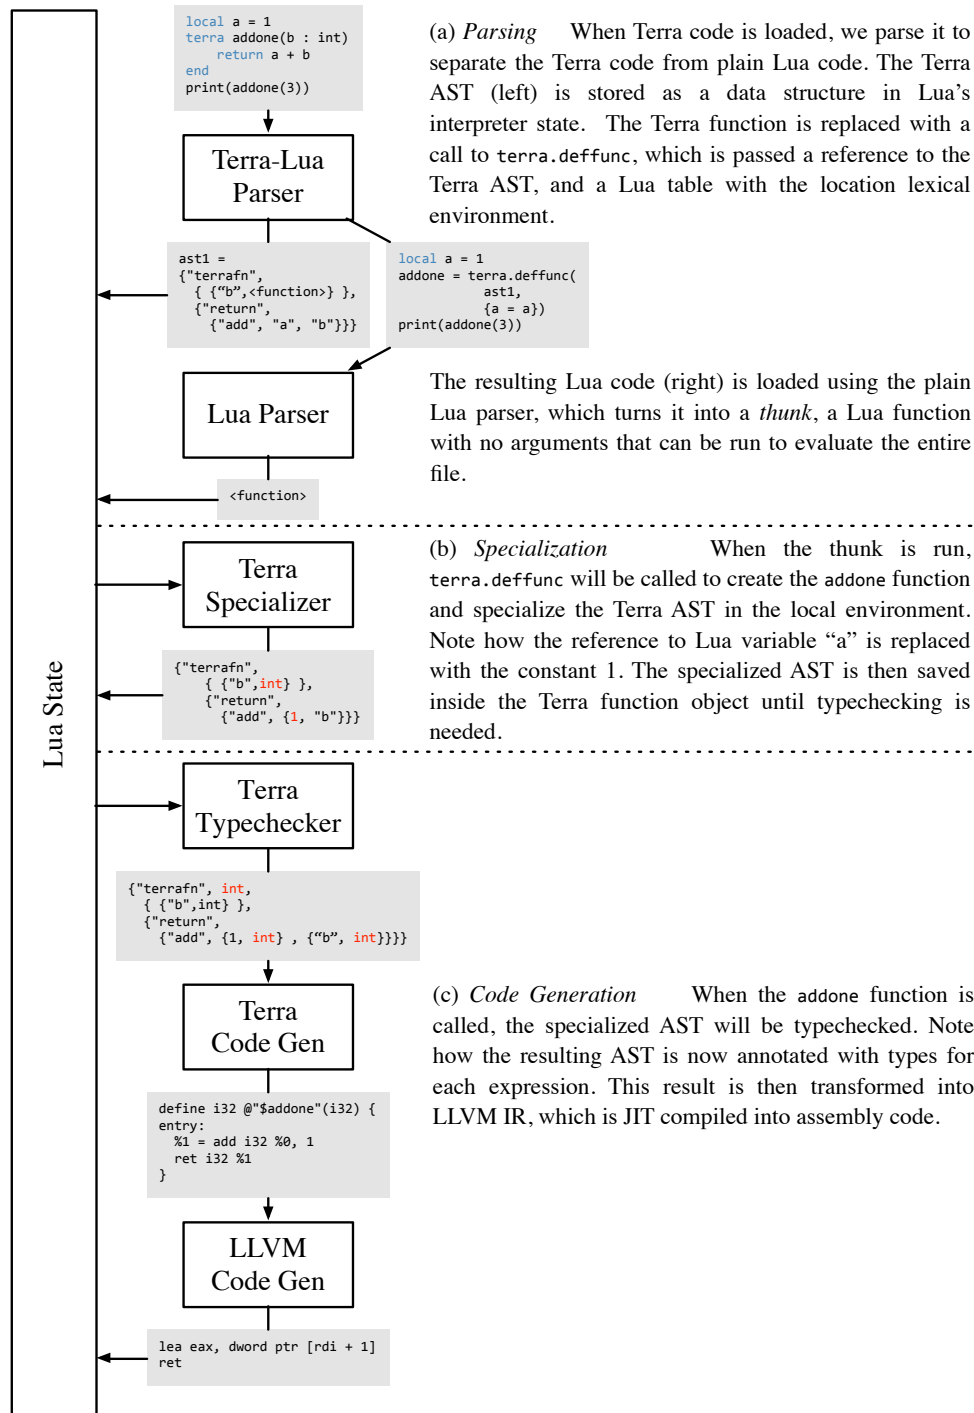 local a = 1
terra addone(b : int)
    return a + b
end
print(addone(3))
(a) Parsing When Terra code is loaded, we parse it to
separate the Terra code from plain Lua code. The Terra
AST (left) is stored as a data structure in Lua's
interpreter state. The Terra function is replaced with a
call to terra.deffunc, which is passed a reference to the
Terra AST, and a Lua table with the location lexical
environment.
Terra-Lua
Parser
ast1 =
{"terrafn",
  { {“b”,<function>} },
  {"return",
    {"add", "a", "b"}}}
local a = 1
addone = terra.deffunc(
           ast1,
           {a = a})
print(addone(3))
Lua Parser
The resulting Lua code (right) is loaded using the plain
Lua parser, which turns it into a thunk, a Lua function
with no arguments that can be run to evaluate the entire
file.
<function>
Lua State
Terra
Specializer
(b) Specialization When the thunk is run,
terra.deffunc will be called to create the addone function
and specialize the Terra AST in the local environment.
Note how the reference to Lua variable “a” is replaced
with the constant 1. The specialized AST is then saved
inside the Terra function object until typechecking is
needed.
{"terrafn",
    { {"b",int} },
    {"return",
      {"add", {1, "b"}}}
Terra
Typechecker
{"terrafn", int,
  { {"b",int} },
  {"return",
    {"add", {1, int} , {“b”, int}}}}
Terra
Code Gen
(c) Code Generation When the addone function is
called, the specialized AST will be typechecked. Note
how the resulting AST is now annotated with types for
each expression. This result is then transformed into
LLVM IR, which is JIT compiled into assembly code.
define i32 @"$addone"(i32) {
entry:
  %1 = add i32 %0, 1
  ret i32 %1
}
LLVM
Code Gen
lea eax, dword ptr [rdi + 1]
ret